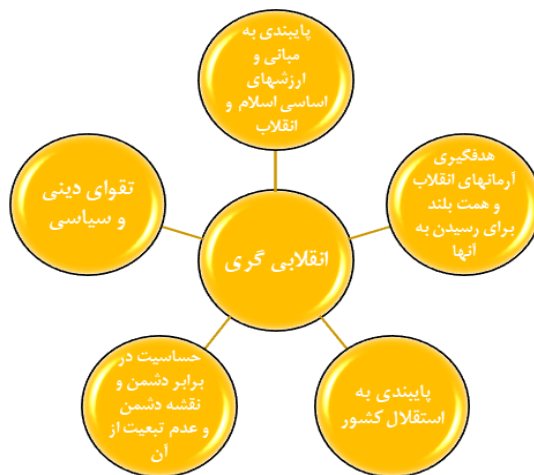 پایبندی به
مبانی و
ارزشهای
اساسی اسلام و
انقلاب
هدفگیری
آرمانهای انقلاب
و همت بلند
برای رسیدن به
آنها
پایبندی به
استقلال کشور
حساسیت در
برابر دشمن و
نقشه دشمن
و عدم تبعیت از
آن
تقوای دینی
و سیاسی
انقلابی گری